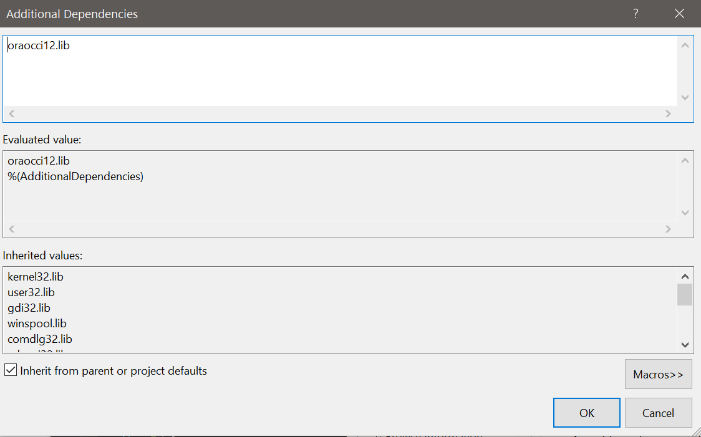 Additional Dependencies
oraocci12.lib
Evaluated value:
oraocci12.lib
%(AdditionalDependencies)
Inherited values:
kernel32.lib
user32.lib
gdi32.lib
winspool.lib
comdlg32.lib
Inherit from parent or project defaults
Macros>>
OK
Cancel